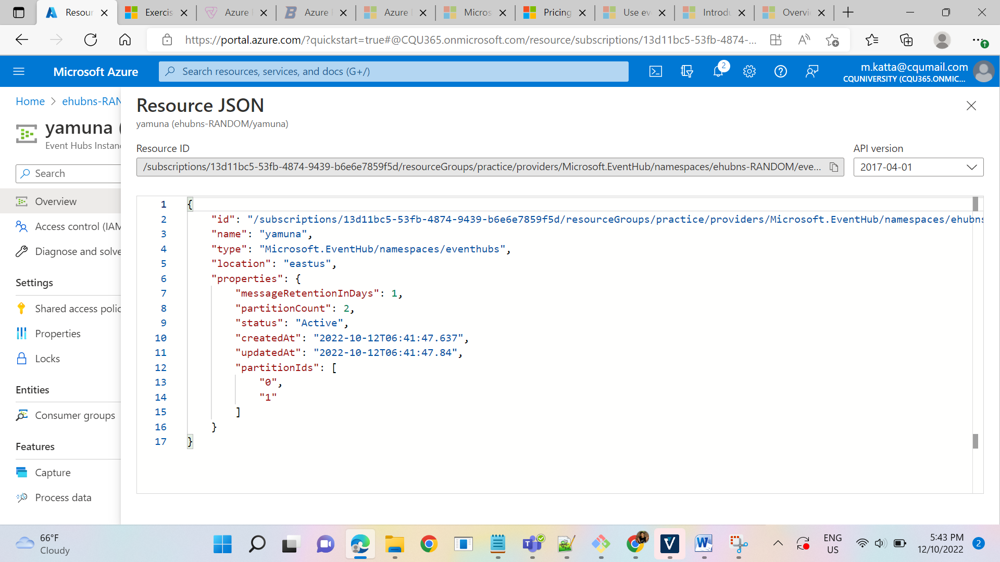 Resour
Exercis
Azure
Azure
Azure
Micros
Pricing
Use ev
Introdu
Overvi
https://portal.azure.com/?quickstart=true#@CQU365.onmicrosoft.com/resource/subscriptions/13d11bc5-53fb-4874-...
Microsoft Azure
Search resources, services, and docs (G+/)
2
m.katta@cqumail.com
CQUNIVERSITY (CQU365.ONMIC...
Home > ehubns-RAN
yamuna (
Event Hubs Instanc
Search
Overview
Access control (IAM
Diagnose and solve
Settings
Shared access polic
Properties
Locks
Entities
Consumer groups
Features
Capture
Process data
Resource JSON
yamuna (ehubns-RANDOM/yamuna)
Resource ID
API version
/subscriptions/13d11bc5-53fb-4874-9439-b6e6e7859f5d/resourceGroups/practice/providers/Microsoft.EventHub/namespaces/ehubns-RANDOM/eve...
2017-04-01
1 {
2 "id": "/subscriptions/13d11bc5-53fb-4874-9439-b6e6e7859f5d/resourceGroups/practice/providers/Microsoft.EventHub/namespaces/ehubns
3 "name": "yamuna",
4 "type": "Microsoft.EventHub/namespaces/eventhubs",
5 "location": "eastus",
6 "properties": {
7 "messageRetentionInDays": 1,
8 "partitionCount": 2,
9 "status": "Active",
10 "createdAt": "2022-10-12T06:41:47.637",
11 "updatedAt": "2022-10-12T06:41:47.84",
12 "partitionIds": [
13 "0",
14 "1"
15 ]
16 }
17 }
66°F
Cloudy
ENG
US
5:43 PM
12/10/2022
2